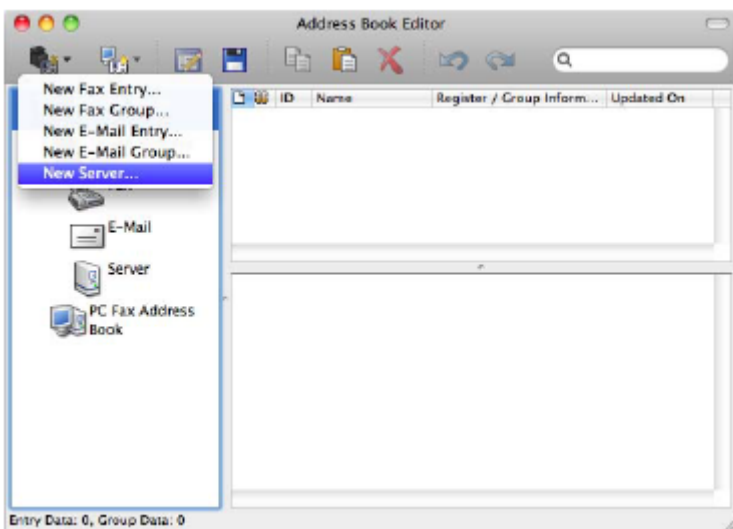 Address Book Editor
New Fax Entry...
New Fax Group...
New E-Mail Entry...
New E-Mail Group...
New Server...
ID Name Register / Group Inform... Updated On
E-Mail
Server
PC Fax Address
Book
Entry Data: 0, Group Data: 0